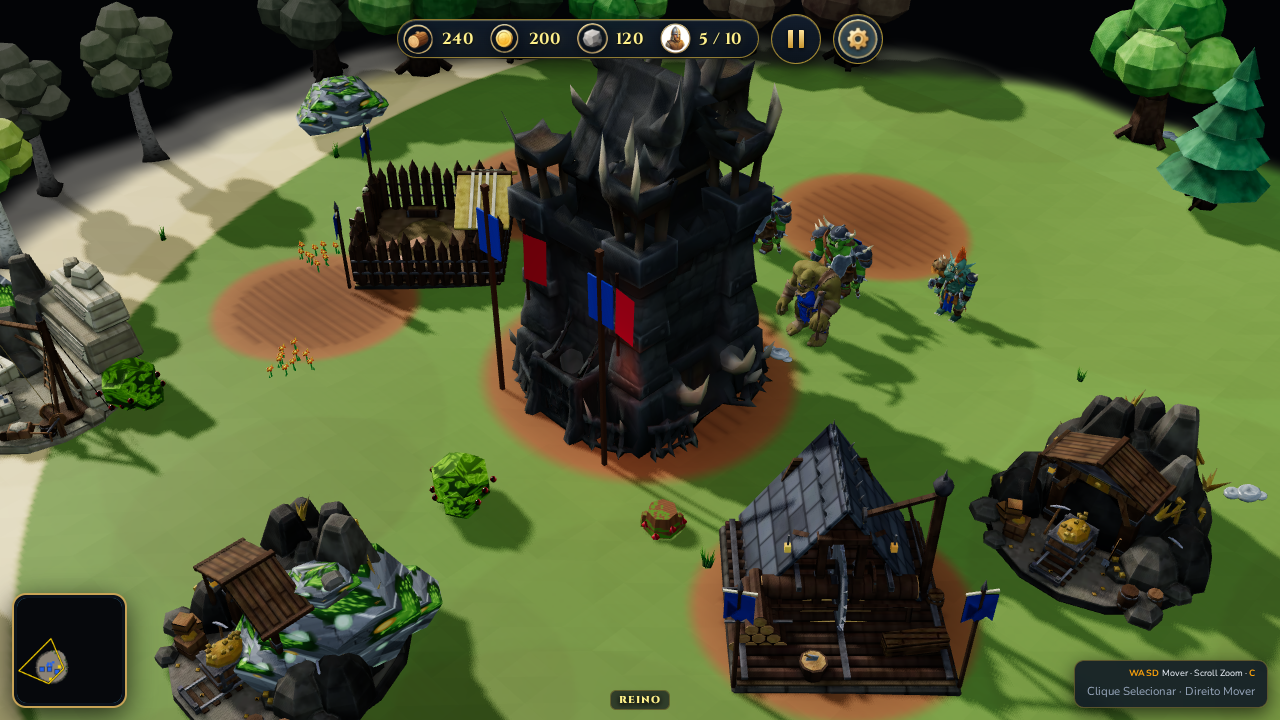 240 200 120 5 / 10
WASD Mover · Scroll Zoom · C
Clique Selecionar · Direito Mover
REINO